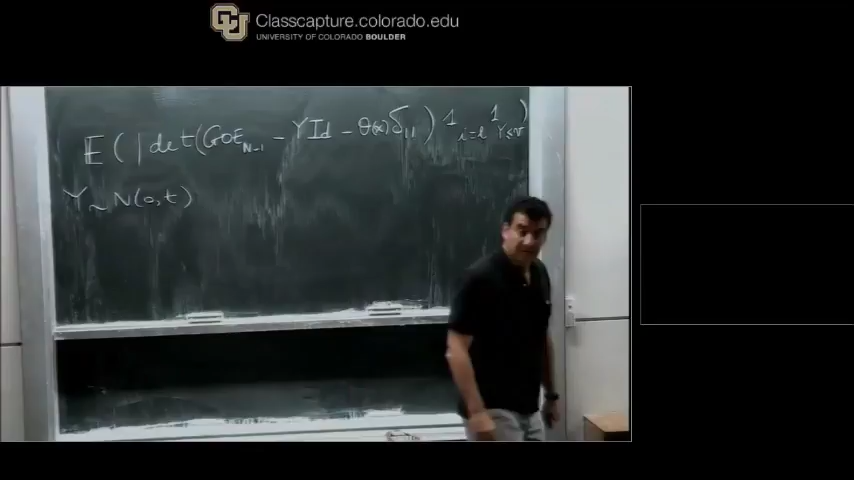 Classcapture.colorado.edu
UNIVERSITY OF COLORADO BOULDER
E ( | det(GOE_{N-1} - Y Id - θ(x) δ_{11} ) 1_{i=l} 1_{Y≤v} )
Y ~ N(0,t)